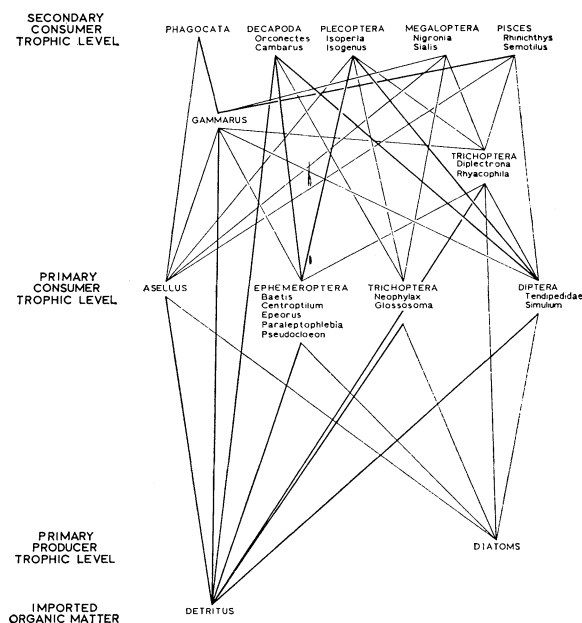 SECONDARY
CONSUMER
TROPHIC LEVEL
PHAGOCATA
DECAPODA
Orconectes
Cambarus
PLECOPTERA
Isoperla
Isogenus
MEGALOPTERA
Nigronia
Sialis
PISCES
Rhinichthys
Semotilus
GAMMARUS
TRICHOPTERA
Diplectrona
Rhyacophila
PRIMARY
CONSUMER
TROPHIC LEVEL
ASELLUS
EPHEMEROPTERA
Baetis
Centroptilum
Epeorus
Paraleptophlebia
Pseudocloeon
TRICHOPTERA
Neophylax
Glossosoma
DIPTERA
Tendipedidae
Simulium
PRIMARY
PRODUCER
TROPHIC LEVEL
DIATOMS
IMPORTED
ORGANIC MATTER
DETRITUS